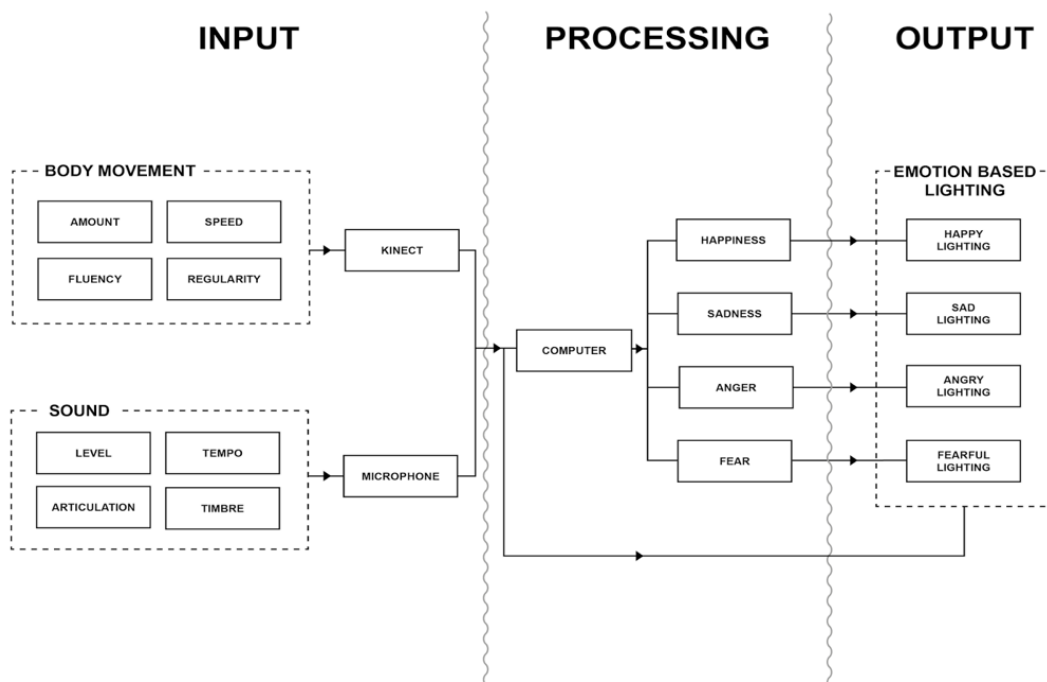 INPUT
PROCESSING
OUTPUT
BODY MOVEMENT
AMOUNT
SPEED
FLUENCY
REGULARITY
KINECT
SOUND
LEVEL
TEMPO
ARTICULATION
TIMBRE
MICROPHONE
COMPUTER
HAPPINESS
SADNESS
ANGER
FEAR
EMOTION BASED
LIGHTING
HAPPY
LIGHTING
SAD
LIGHTING
ANGRY
LIGHTING
FEARFUL
LIGHTING